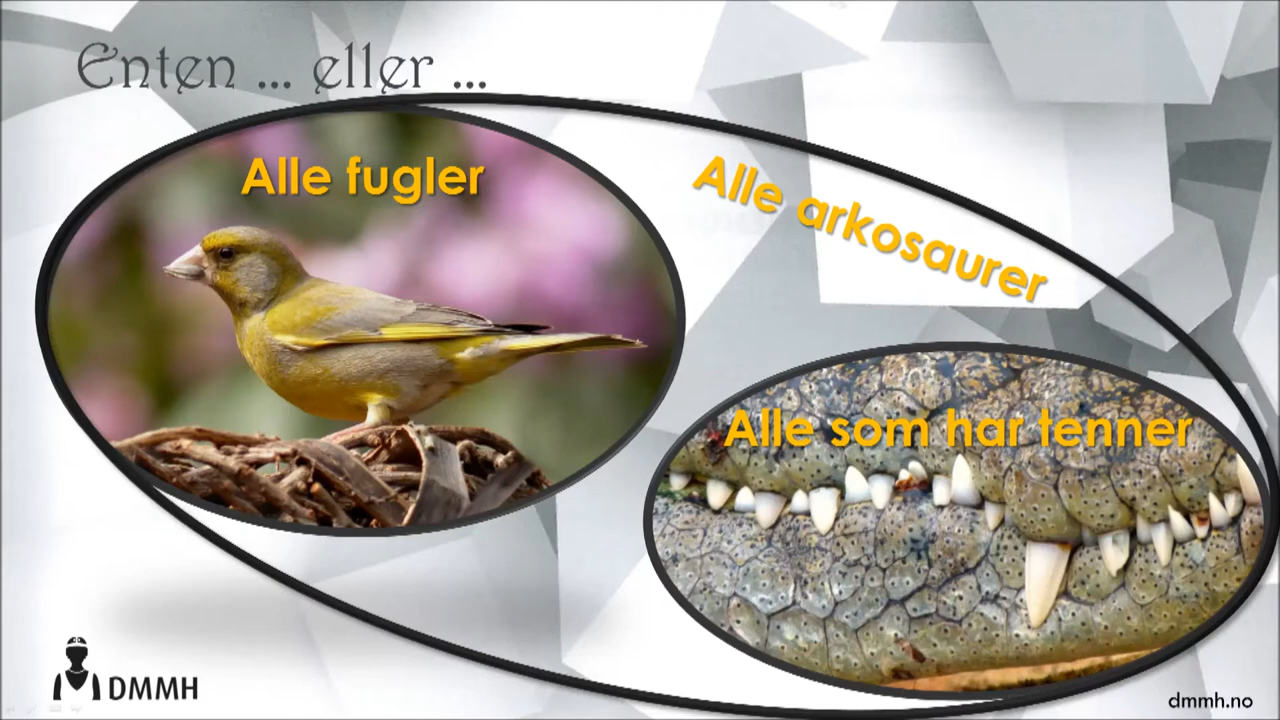 Enten ... eller ...
Alle fugler
Alle arkosaurer
Alle som har tenner
DMMH
dmmh.no